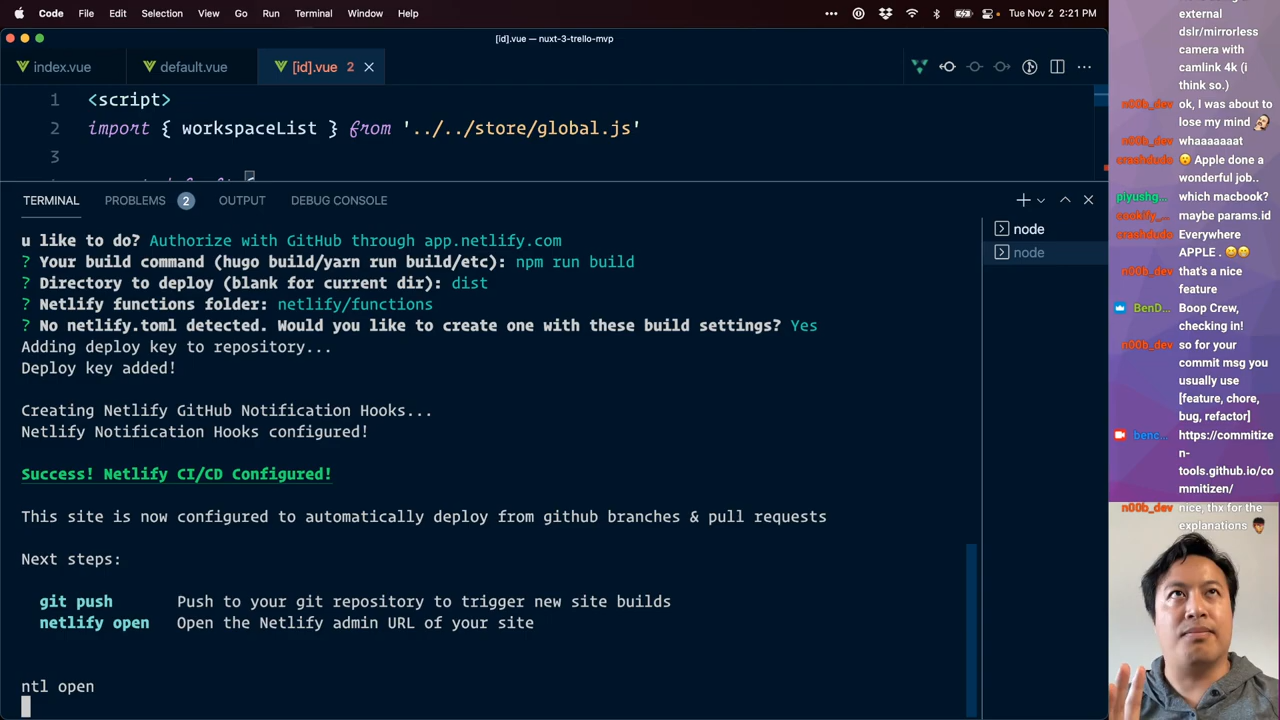 Code File Edit Selection View Go Run Terminal Window Help
Tue Nov 2 2:21 PM
[id].vue — nuxt-3-trello-mvp
index.vue
default.vue
[id].vue 2
1 <script>
2 import { workspaceList } from '../../store/global.js'
3
TERMINAL PROBLEMS 2 OUTPUT DEBUG CONSOLE
node
node
u like to do? Authorize with GitHub through app.netlify.com
? Your build command (hugo build/yarn run build/etc): npm run build
? Directory to deploy (blank for current dir): dist
? Netlify functions folder: netlify/functions
? No netlify.toml detected. Would you like to create one with these build settings? Yes
Adding deploy key to repository...
Deploy key added!
Creating Netlify GitHub Notification Hooks...
Netlify Notification Hooks configured!
Success! Netlify CI/CD Configured!
This site is now configured to automatically deploy from github branches & pull requests
Next steps:
git push Push to your git repository to trigger new site builds
netlify open Open the Netlify admin URL of your site
ntl open
external
dslr/mirrorless
camera with
camlink 4k (i
think so.)
n00b_dev ok, I was about to
lose my mind
n00b_dev whaaaaaaat
crashdudo Apple done a
wonderful job..
piyushg... which macbook?
cookify_... maybe params.id
crashdudo Everywhere
APPLE .
n00b_dev that's a nice
feature
BenD... Boop Crew,
checking in!
n00b_dev so for your
commit msg you
usually use
[feature, chore,
bug, refactor]
benc... https://commitize
n-
tools.github.io/co
mmitizen/
n00b_dev nice, thx for the
explanations